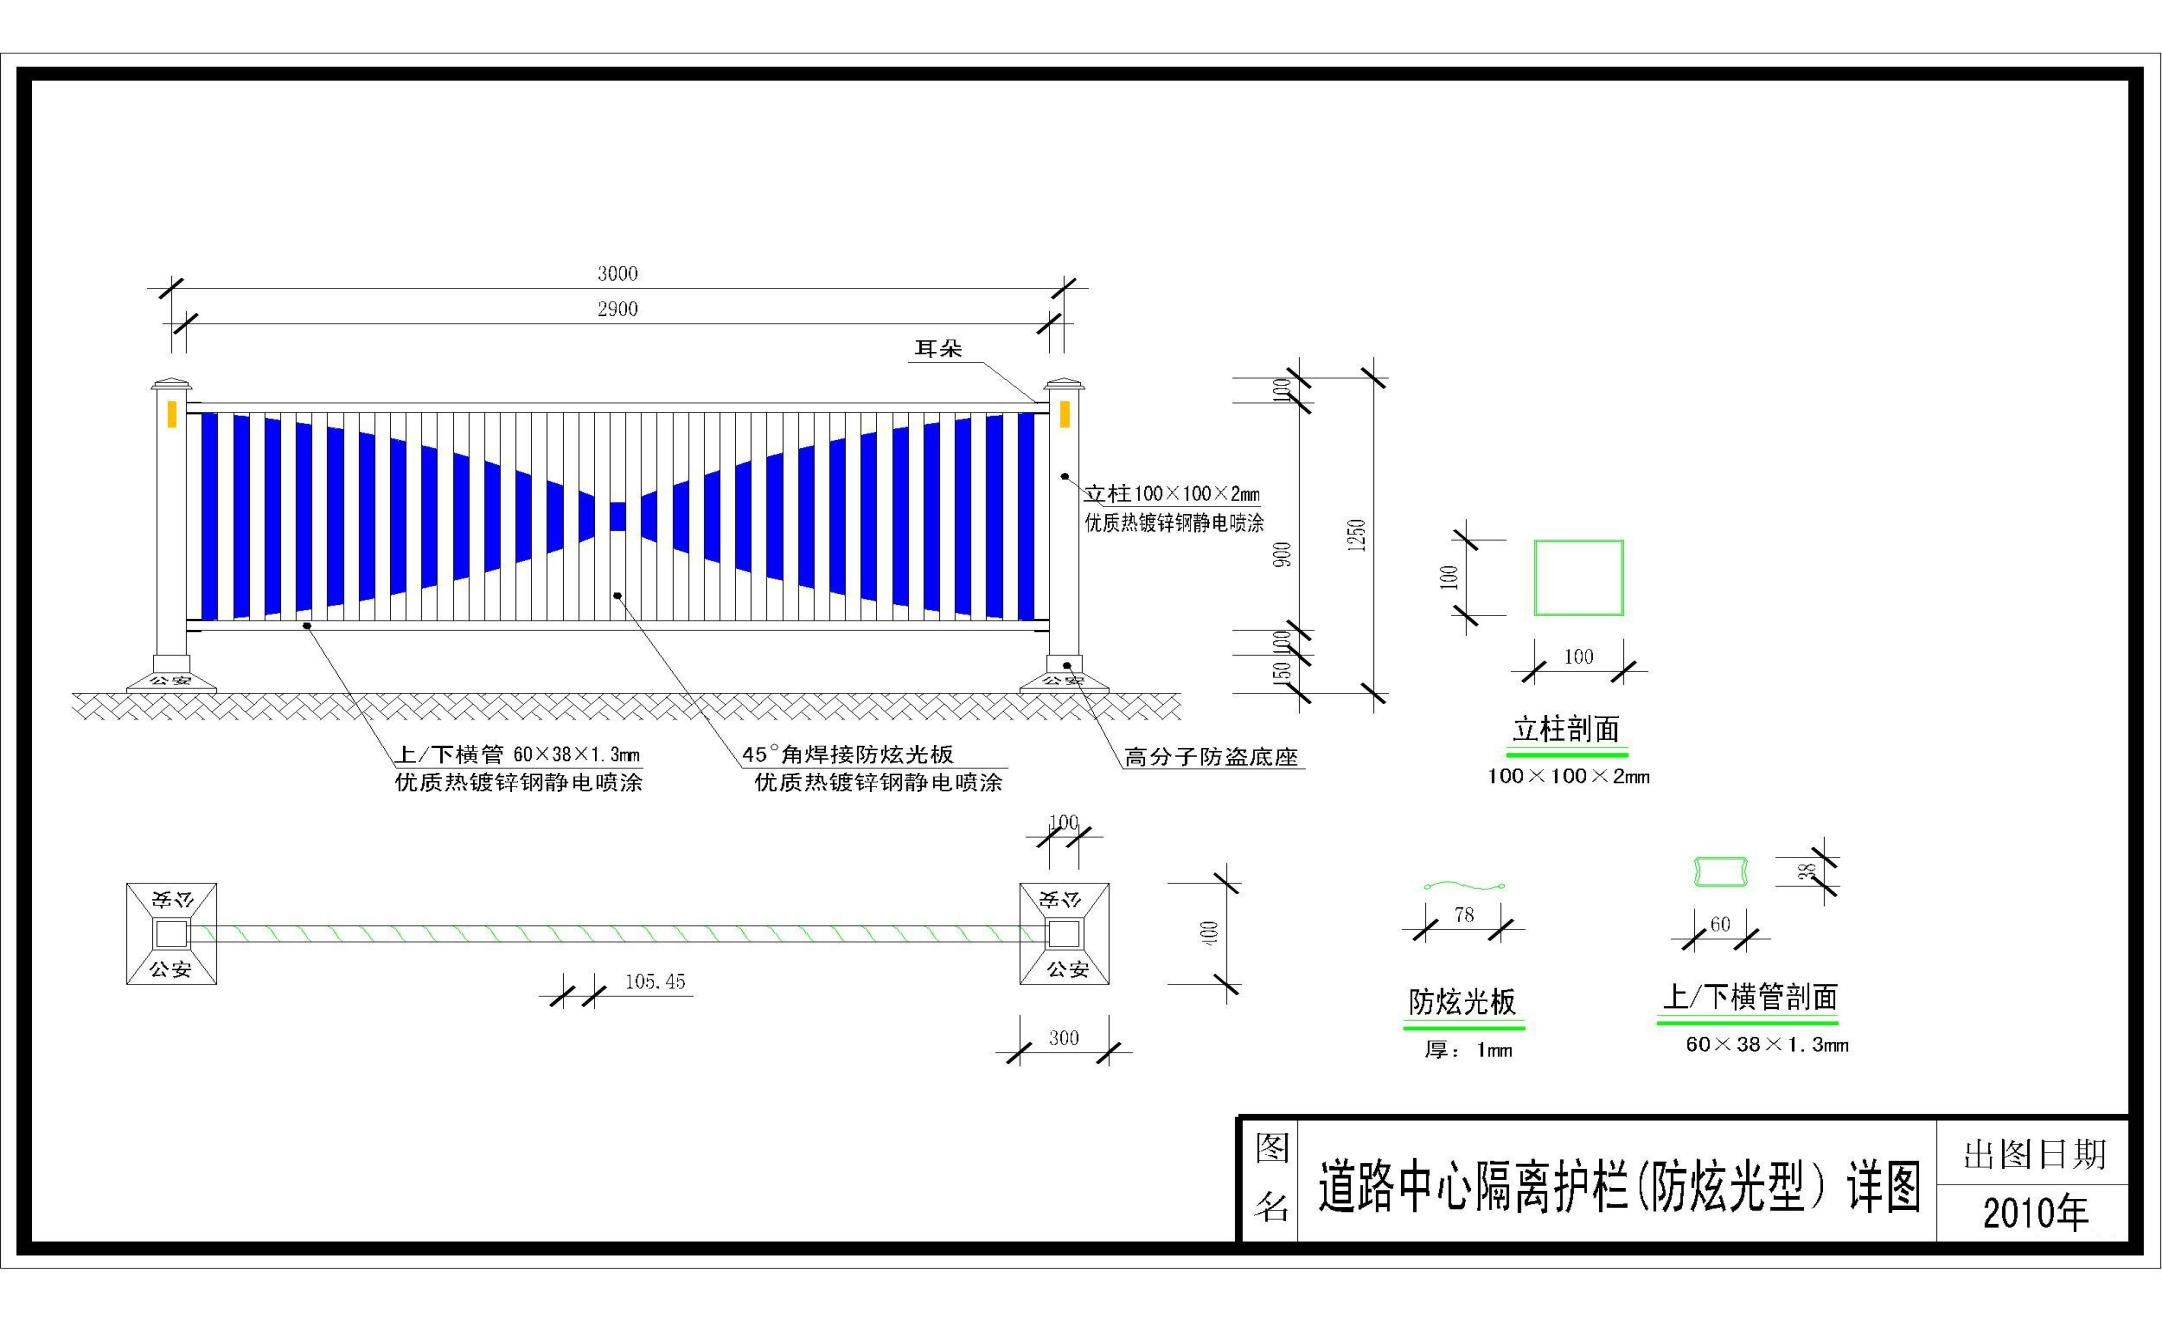 3000
2900
耳朵
100
900
100
150
1250
立柱100×100×2mm
优质热镀锌钢静电喷涂
公安
公安
上/下横管 60×38×1.3mm
优质热镀锌钢静电喷涂
45°角焊接防炫光板
优质热镀锌钢静电喷涂
高分子防盗底座
100
100
立柱剖面
100×100×2mm
100
公安
公安
公安
公安
400
105.45
300
78
防炫光板
厚：1mm
38
60
上/下横管剖面
60×38×1.3mm
图名
道路中心隔离护栏(防炫光型）详图
出图日期
2010年